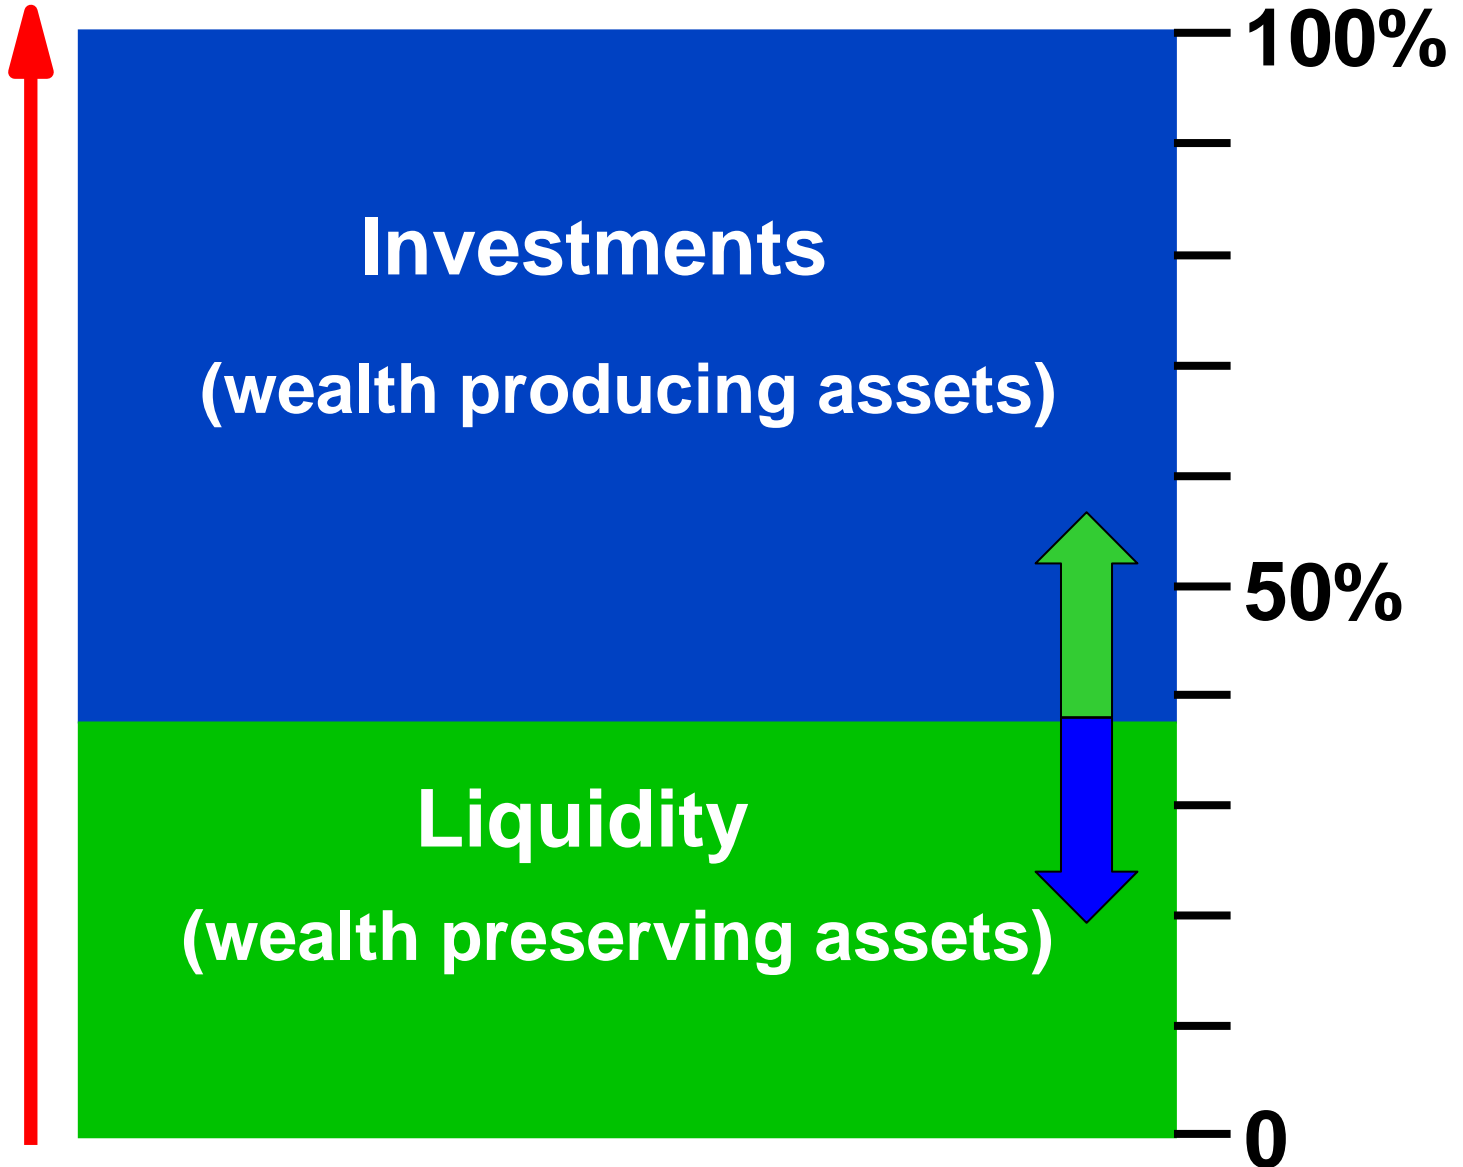 100%
Investments
(wealth producing assets)
50%
Liquidity
(wealth preserving assets)
0